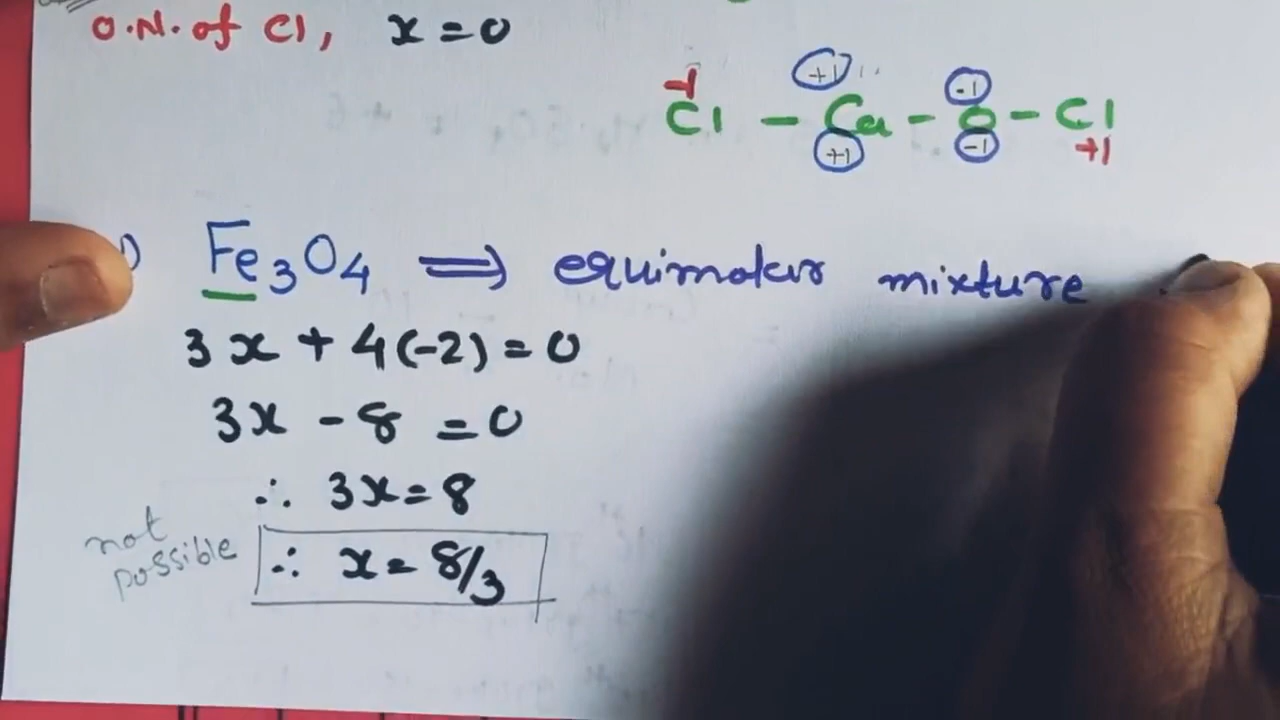 O.N. of Cl, x = 0
+1 -1
-1 +1
Cl - Ca - O - Cl
+1 -1 +1
) Fe3O4 ⟹ equimolar mixture
3x + 4(-2) = 0
3x - 8 = 0
∴ 3x = 8
not possible
∴ x = 8/3